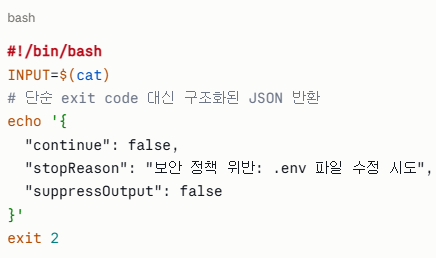 bash
#!/bin/bash
INPUT=$(cat)
# 단순 exit code 대신 구조화된 JSON 반환
echo '{
  "continue": false,
  "stopReason": "보안 정책 위반: .env 파일 수정 시도",
  "suppressOutput": false
}'
exit 2